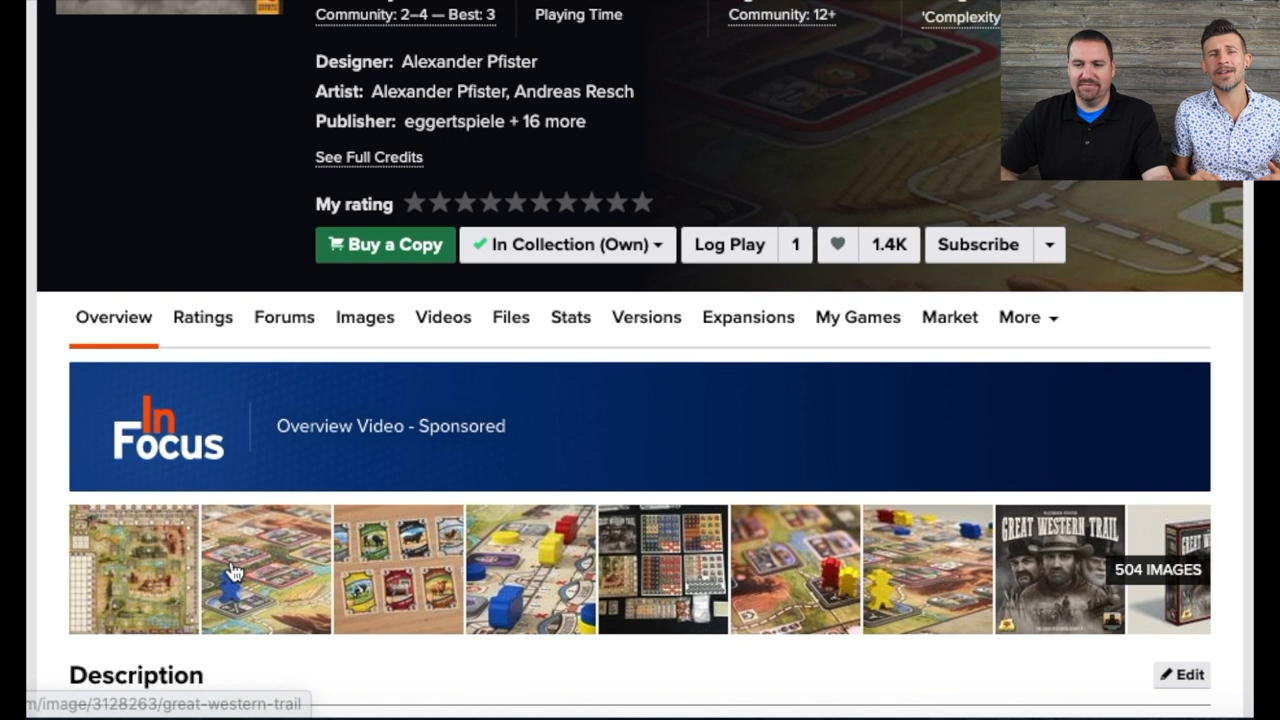 Community: 2–4 — Best: 3
Playing Time
Community: 12+
'Complexity
Designer: Alexander Pfister
Artist: Alexander Pfister, Andreas Resch
Publisher: eggertspiele + 16 more
See Full Credits
My rating
Buy a Copy
In Collection (Own)
Log Play
1
1.4K
Subscribe
Overview
Ratings
Forums
Images
Videos
Files
Stats
Versions
Expansions
My Games
Market
More
In
Focus
Overview Video - Sponsored
GREAT WESTERN TRAIL
504 IMAGES
Description
Edit
m/image/3128263/great-western-trail